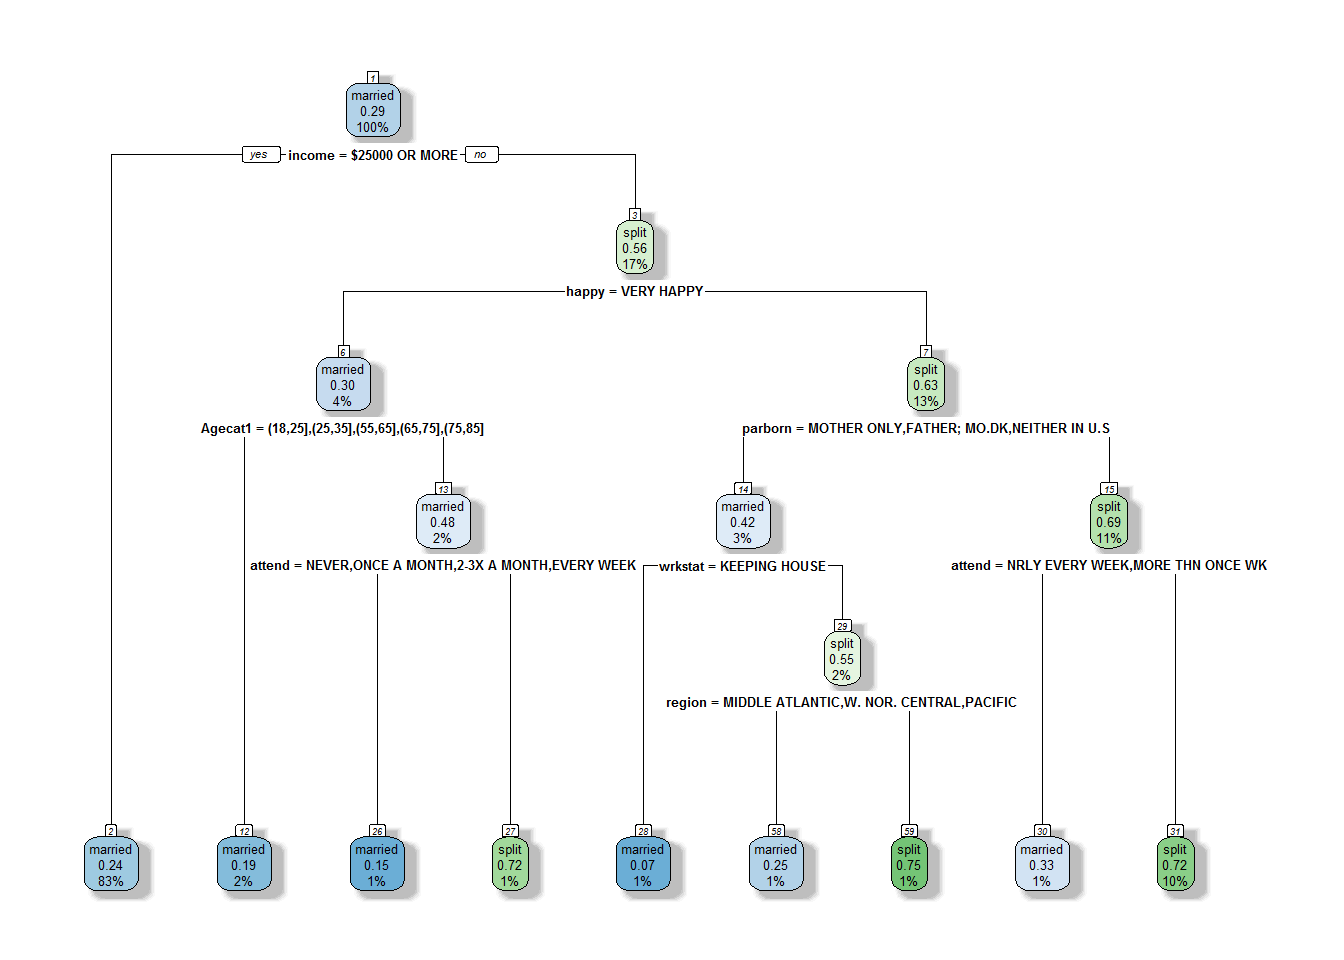 1
married
0.29
100%
yes income = $25000 OR MORE no
3
split
0.56
17%
happy = VERY HAPPY
6
married
0.30
4%
7
split
0.63
13%
Agecat1 = (18,25],(25,35],(55,65],(65,75],(75,85]
parborn = MOTHER ONLY,FATHER; MO.DK,NEITHER IN U.S
13
married
0.48
2%
14
married
0.42
3%
15
split
0.69
11%
attend = NEVER,ONCE A MONTH,2-3X A MONTH,EVERY WEEK
wrkstat = KEEPING HOUSE
attend = NRLY EVERY WEEK,MORE THN ONCE WK
29
split
0.55
2%
region = MIDDLE ATLANTIC,W. NOR. CENTRAL,PACIFIC
2
married
0.24
83%
12
married
0.19
2%
26
married
0.15
1%
27
split
0.72
1%
28
married
0.07
1%
58
married
0.25
1%
59
split
0.75
1%
30
married
0.33
1%
31
split
0.72
10%